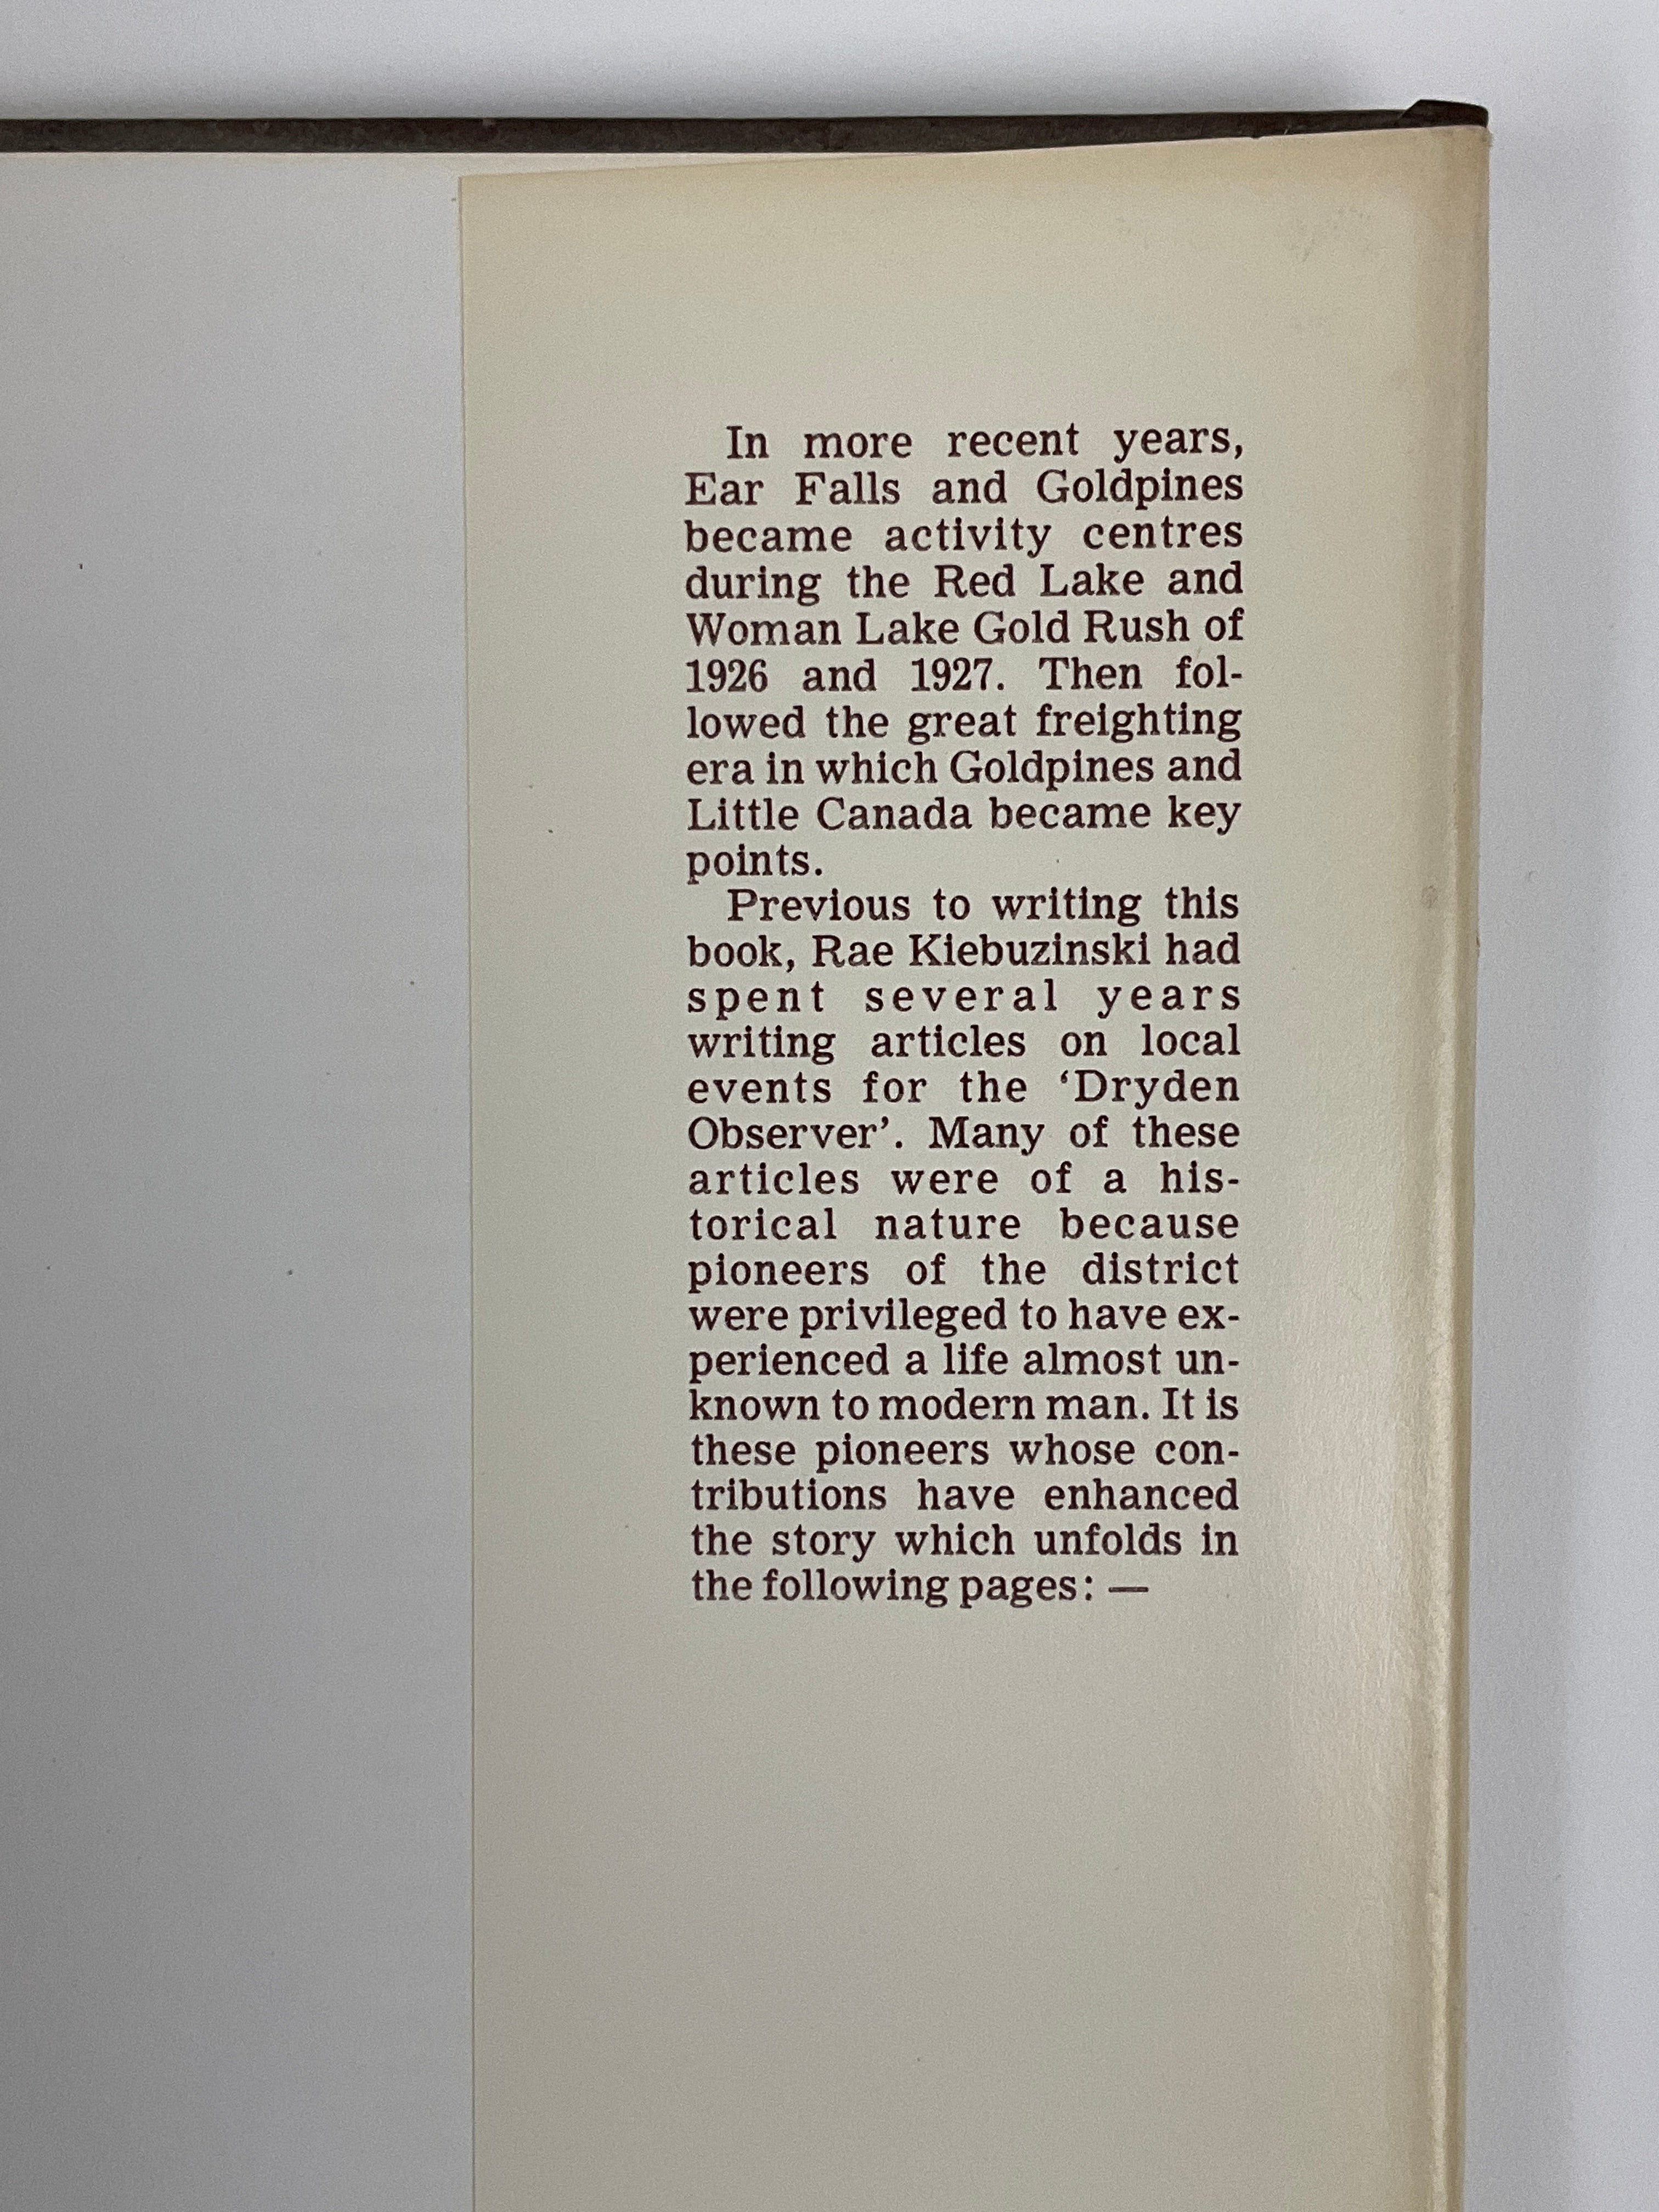 In more recent years,
Ear Falls and Goldpines
became activity centres
during the Red Lake and
Woman Lake Gold Rush of
1926 and 1927. Then fol-
lowed the great freighting
era in which Goldpines and
Little Canada became key
points.
Previous to writing this
book, Rae Kiebuzinski had
spent several years
writing articles on local
events for the ‘Dryden
Observer’. Many of these
articles were of a his-
torical nature because
pioneers of the district
were privileged to have ex-
perienced a life almost un-
known to modern man. It is
these pioneers whose con-
tributions have enhanced
the story which unfolds in
the following pages: —